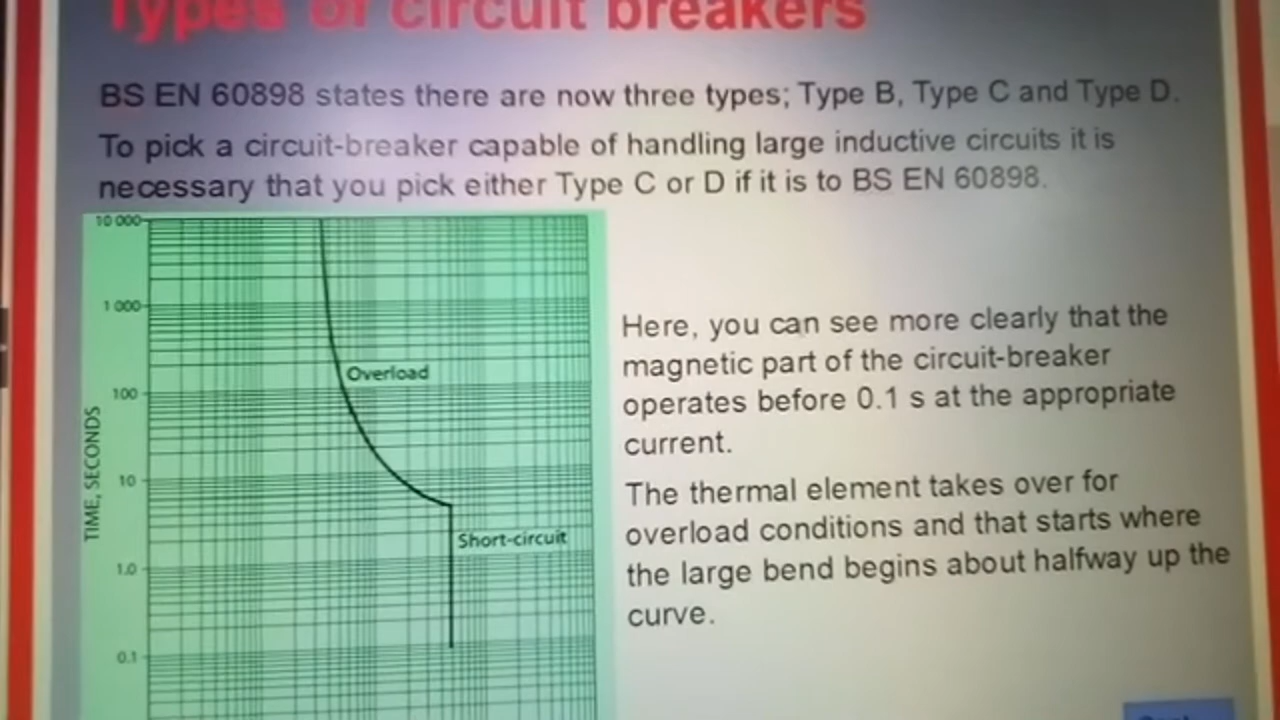 Types of circuit breakers
BS EN 60898 states there are now three types; Type B, Type C and Type D.
To pick a circuit-breaker capable of handling large inductive circuits it is
necessary that you pick either Type C or D if it is to BS EN 60898.
10 000
1 000
100
10
1.0
0.1
TIME, SECONDS
Overload
Short-circuit
Here, you can see more clearly that the
magnetic part of the circuit-breaker
operates before 0.1 s at the appropriate
current.
The thermal element takes over for
overload conditions and that starts where
the large bend begins about halfway up the
curve.